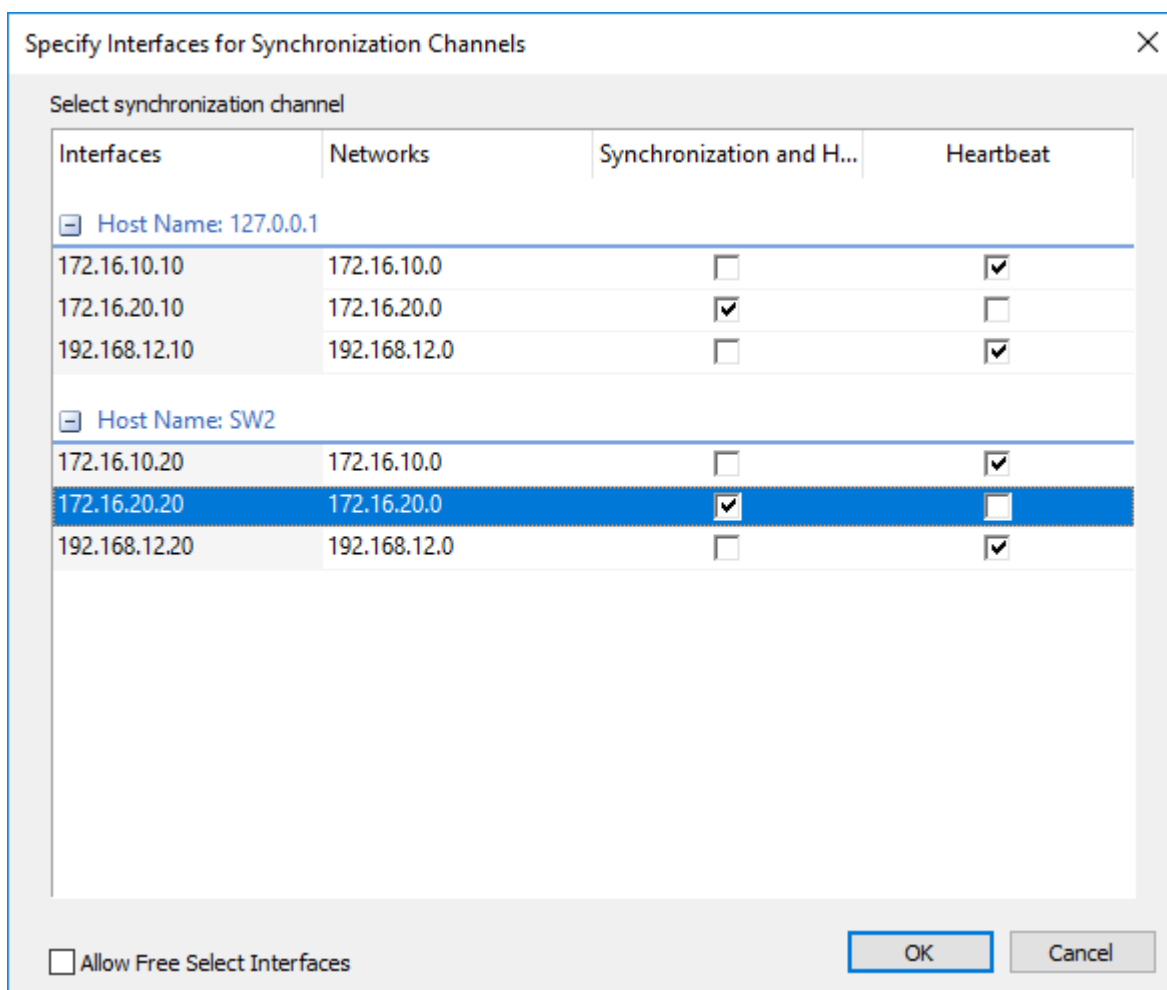 Specify Interfaces for Synchronization Channels
Select synchronization channel
Interfaces Networks Synchronization and H... Heartbeat
Host Name: 127.0.0.1
172.16.10.10 172.16.10.0
172.16.20.10 172.16.20.0
192.168.12.10 192.168.12.0
Host Name: SW2
172.16.10.20 172.16.10.0
172.16.20.20 172.16.20.0
192.168.12.20 192.168.12.0
Allow Free Select Interfaces OK Cancel